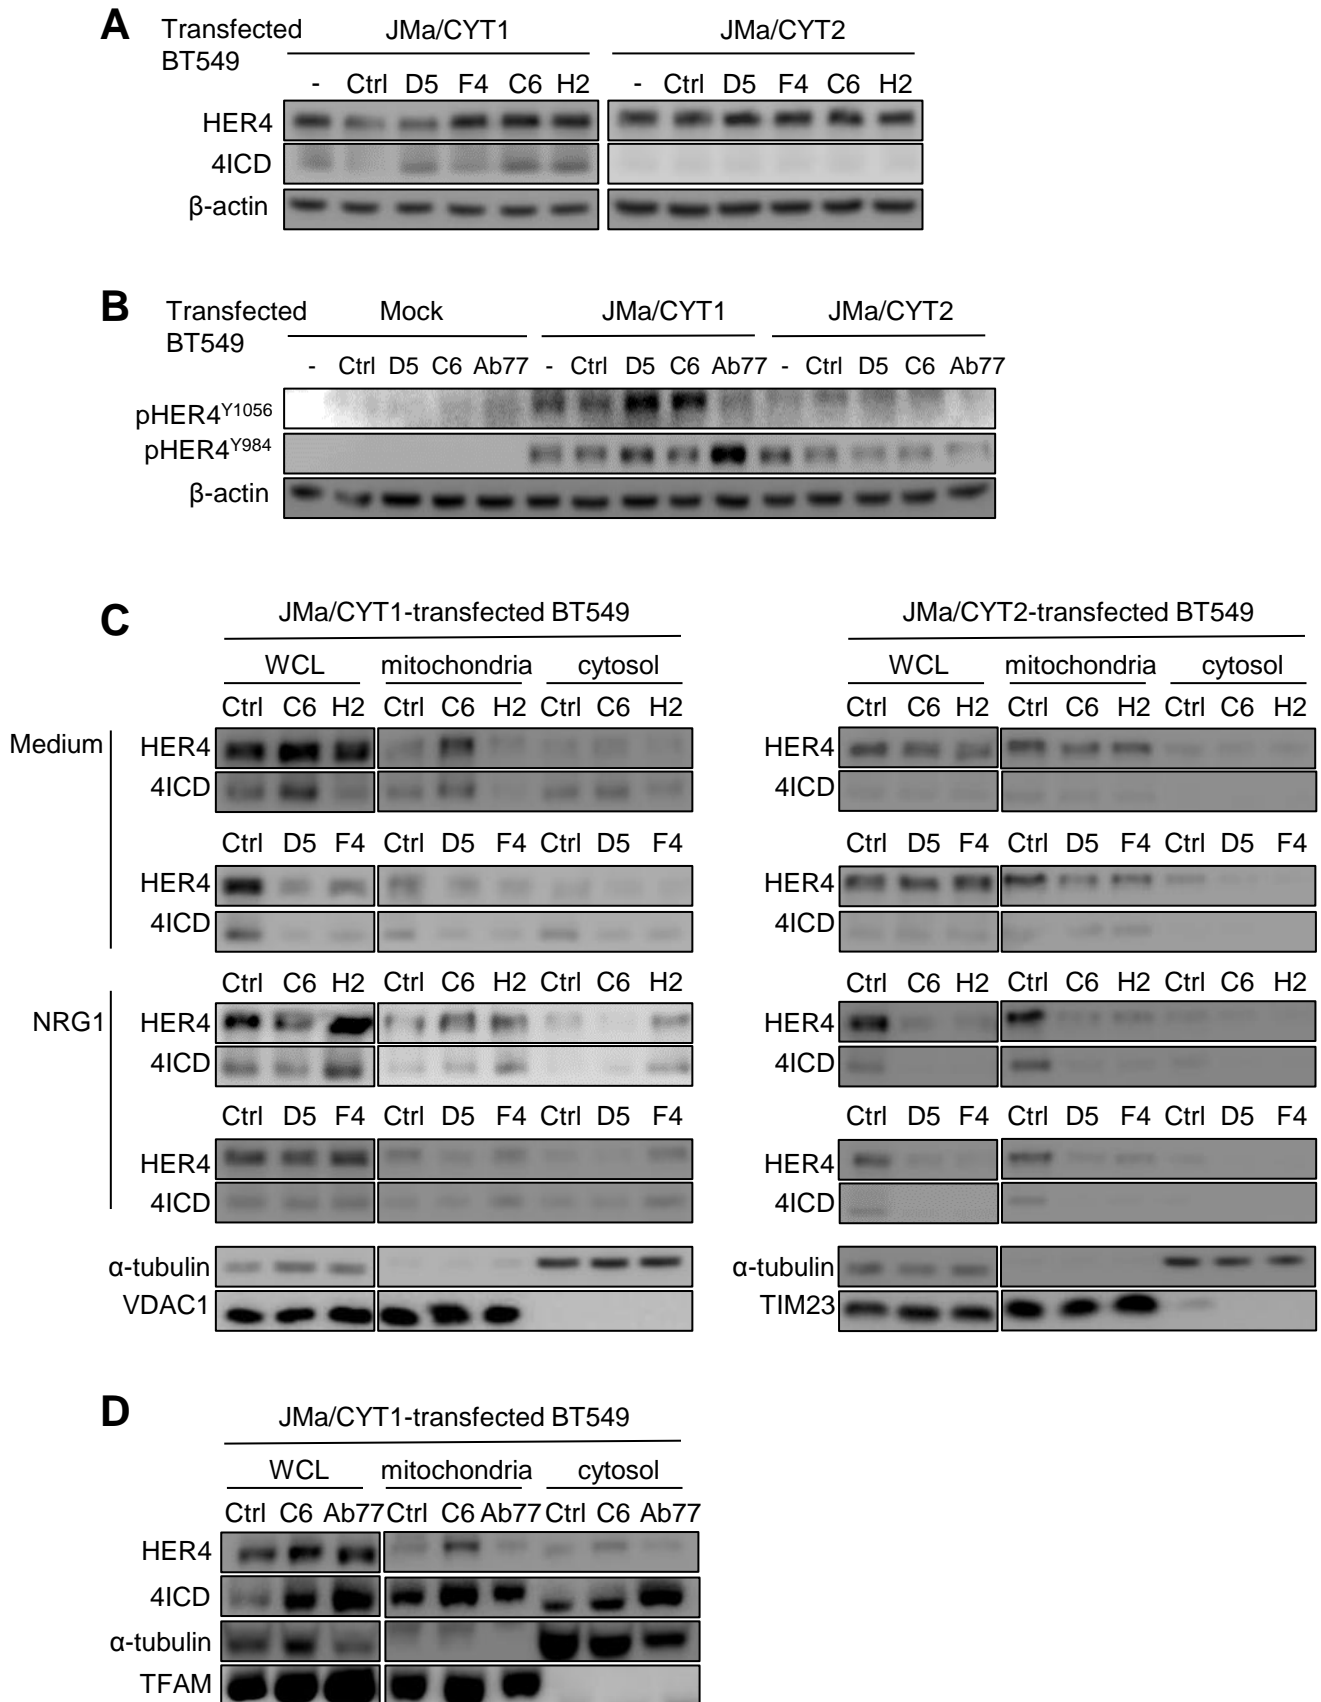 A Transfected JMa/CYT1 JMa/CYT2
BT549
- Ctrl D5 F4 C6 H2 - Ctrl D5 F4 C6 H2
HER4
4ICD
β-actin
B Transfected Mock JMa/CYT1 JMa/CYT2
BT549
- Ctrl D5 C6 Ab77 - Ctrl D5 C6 Ab77 - Ctrl D5 C6 Ab77
pHER4Y1056
pHER4Y984
β-actin
C JMa/CYT1-transfected BT549 JMa/CYT2-transfected BT549
WCL mitochondria cytosol WCL mitochondria cytosol
Ctrl C6 H2 Ctrl C6 H2 Ctrl C6 H2 Ctrl C6 H2 Ctrl C6 H2 Ctrl C6 H2
Medium HER4 HER4
4ICD 4ICD
Ctrl D5 F4 Ctrl D5 F4 Ctrl D5 F4 Ctrl D5 F4 Ctrl D5 F4 Ctrl D5 F4
HER4 HER4
4ICD 4ICD
Ctrl C6 H2 Ctrl C6 H2 Ctrl C6 H2 Ctrl C6 H2 Ctrl C6 H2 Ctrl C6 H2
NRG1 HER4 HER4
4ICD 4ICD
Ctrl D5 F4 Ctrl D5 F4 Ctrl D5 F4 Ctrl D5 F4 Ctrl D5 F4 Ctrl D5 F4
HER4 HER4
4ICD 4ICD
α-tubulin α-tubulin
VDAC1 TIM23
D JMa/CYT1-transfected BT549
WCL mitochondria cytosol
Ctrl C6 Ab77 Ctrl C6 Ab77 Ctrl C6 Ab77
HER4
4ICD
α-tubulin
TFAM